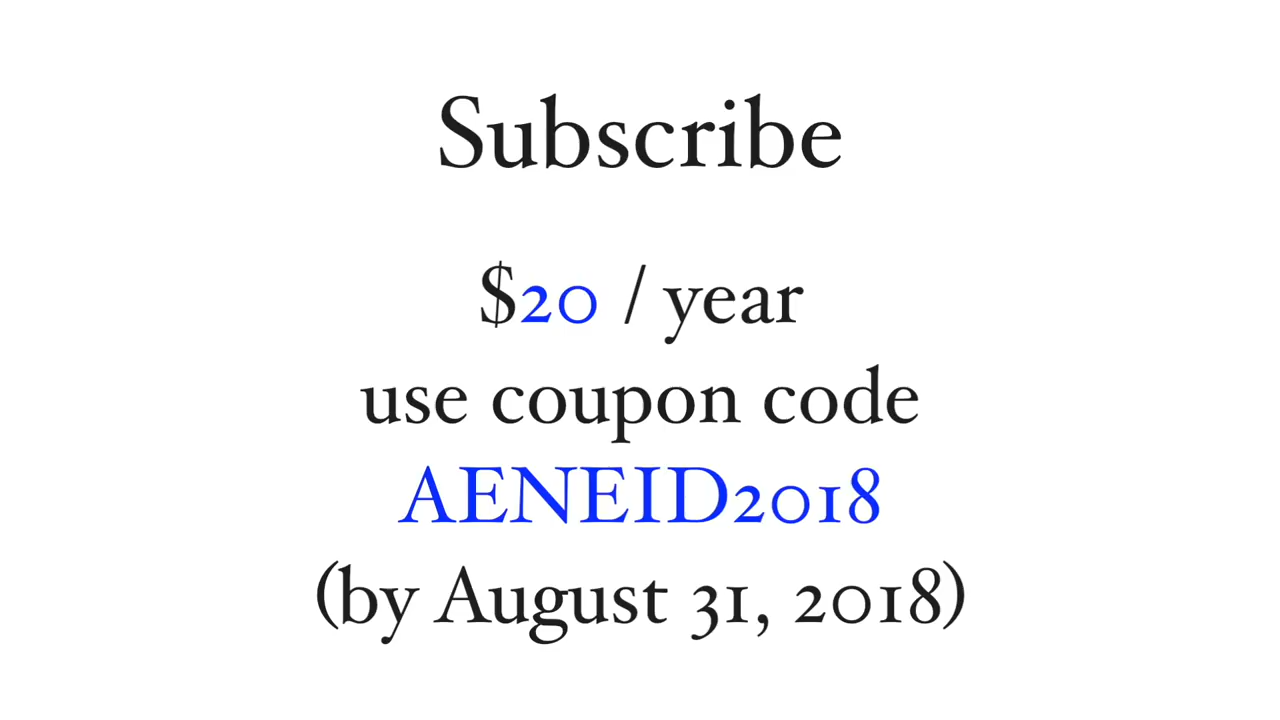 Subscribe
$20 / year
use coupon code
AENEID2018
(by August 31, 2018)